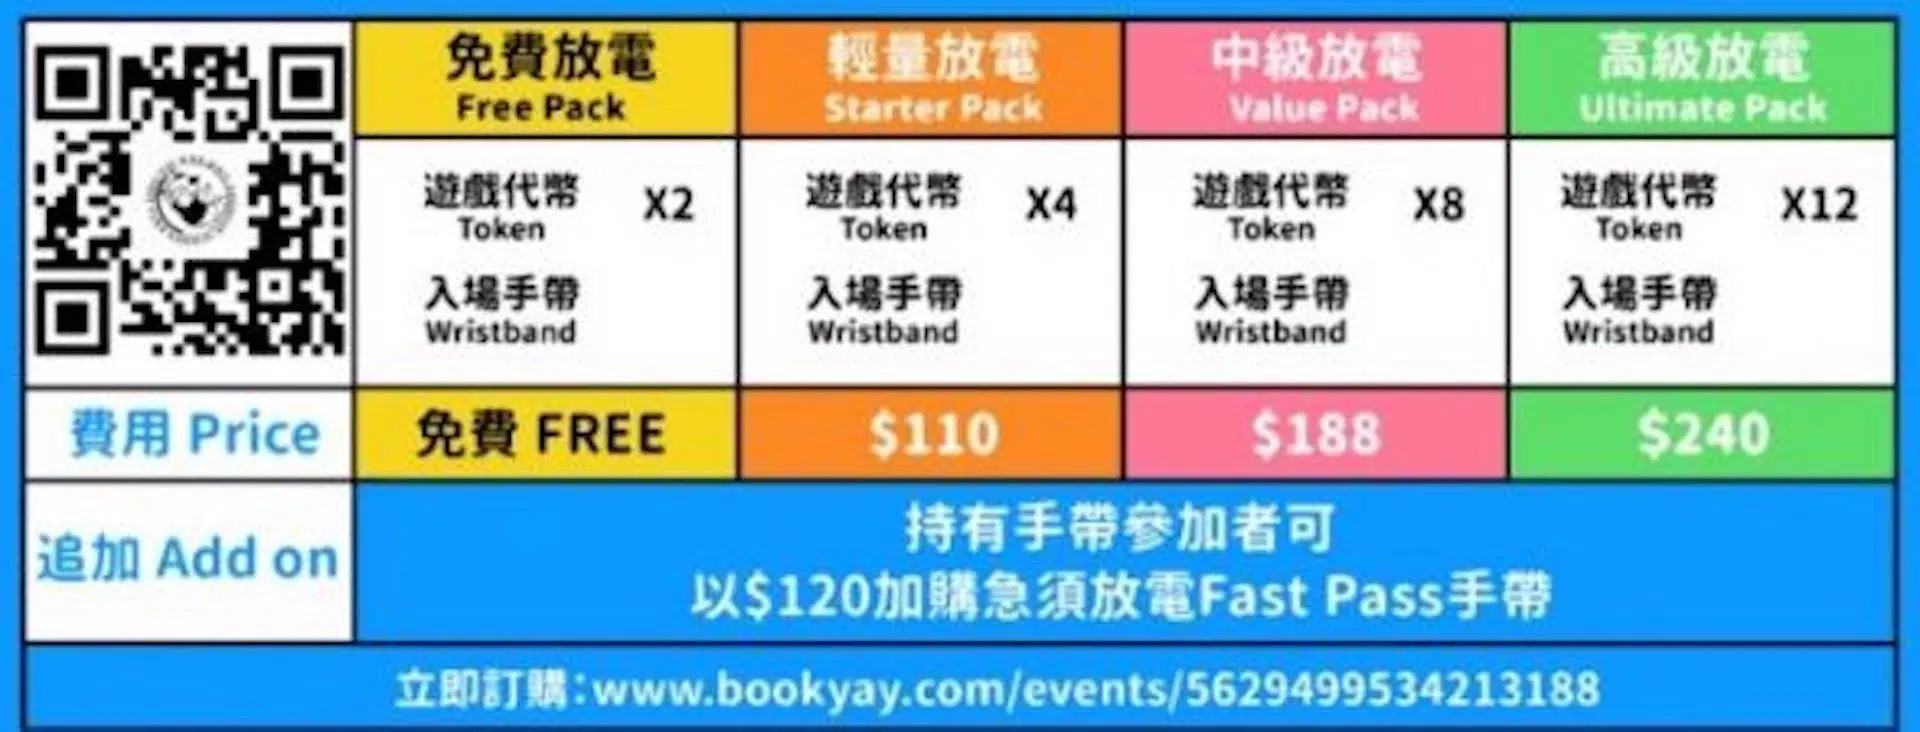 免費放電
Free Pack
輕量放電
Starter Pack
中級放電
Value Pack
高級放電
Ultimate Pack
遊戲代幣 X2
Token
入場手帶
Wristband
遊戲代幣 X4
Token
入場手帶
Wristband
遊戲代幣 X8
Token
入場手帶
Wristband
遊戲代幣 X12
Token
入場手帶
Wristband
費用 Price
免費 FREE
$110
$188
$240
追加 Add on
持有手帶參加者可
以$120加購急須放電Fast Pass手帶
立即訂購:www.bookyay.com/events/5629499534213188